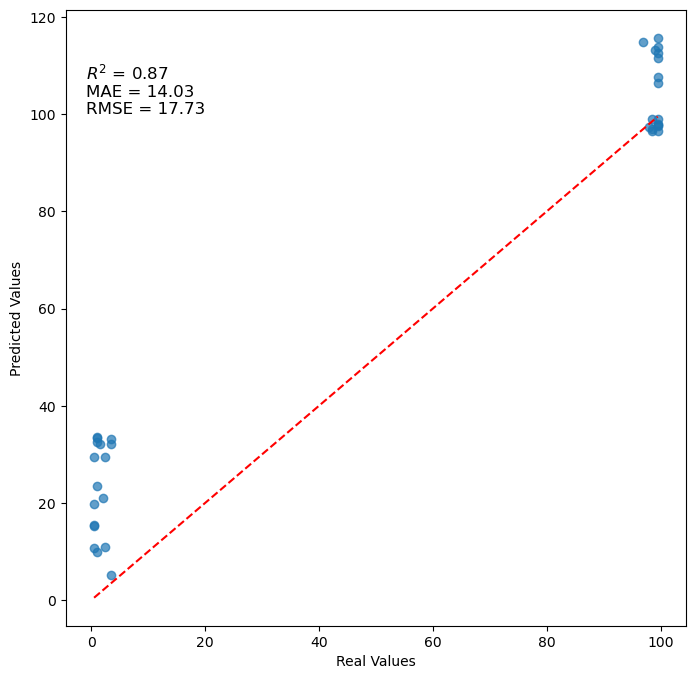 120
100
80
60
40
20
0
Predicted Values
R² = 0.87
MAE = 14.03
RMSE = 17.73
0 20 40 60 80 100
Real Values